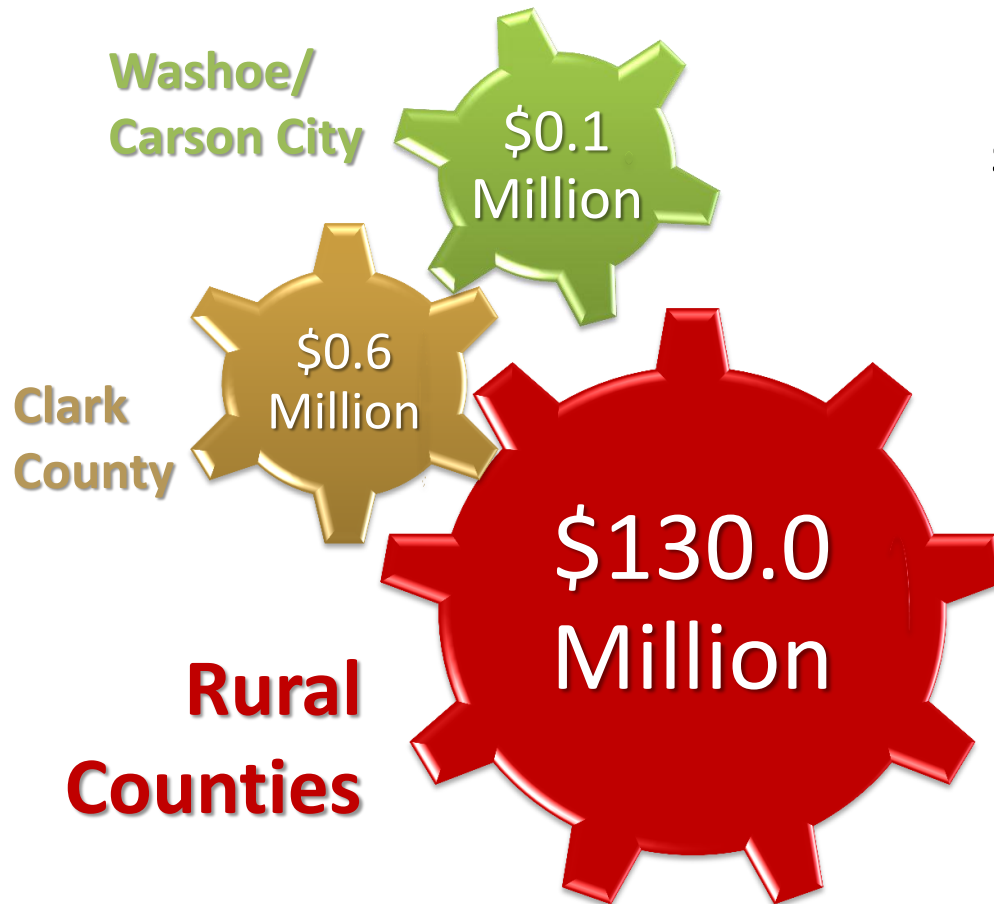 Washoe/
Carson City
$0.1
Million
$0.6
Million
Clark
County
$130.0
Million
Rural
Counties